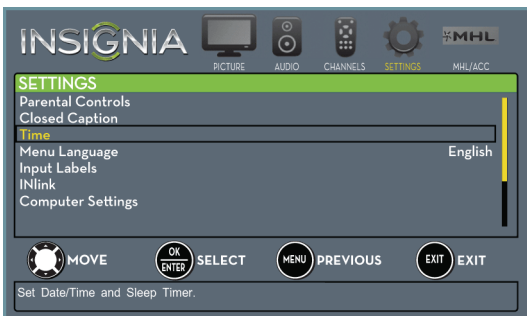 INSIGNIA
MHL
PICTURE AUDIO CHANNELS SETTINGS MHL/ACC
SETTINGS
Parental Controls
Closed Caption
Time
Menu Language English
Input Labels
INlink
Computer Settings
MOVE OK ENTER SELECT MENU PREVIOUS EXIT EXIT
Set Date/Time and Sleep Timer.